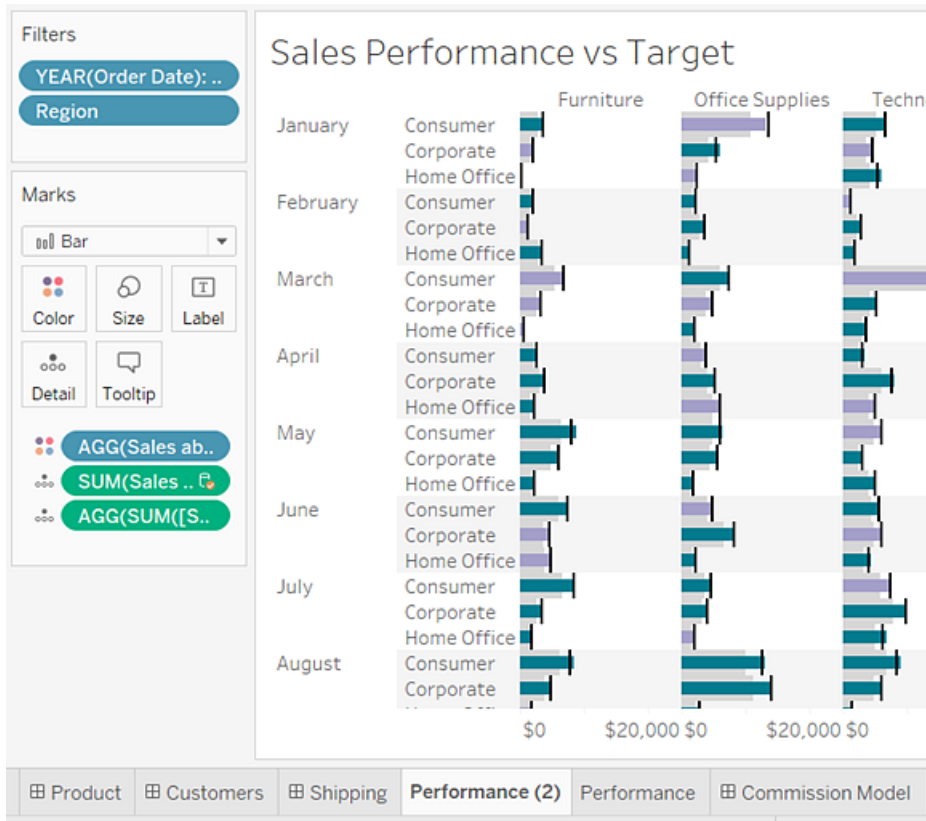 Filters
YEAR(Order Date): ..
Region
Marks
Bar
Color Size Label
Detail Tooltip
AGG(Sales ab..
SUM(Sales ..
AGG(SUM([S..
Sales Performance vs Target
Furniture Office Supplies Techn
January Consumer
Corporate
Home Office
February Consumer
Corporate
Home Office
March Consumer
Corporate
Home Office
April Consumer
Corporate
Home Office
May Consumer
Corporate
Home Office
June Consumer
Corporate
Home Office
July Consumer
Corporate
Home Office
August Consumer
Corporate
$0 $20,000 $0 $20,000 $0
Product Customers Shipping Performance (2) Performance Commission Model